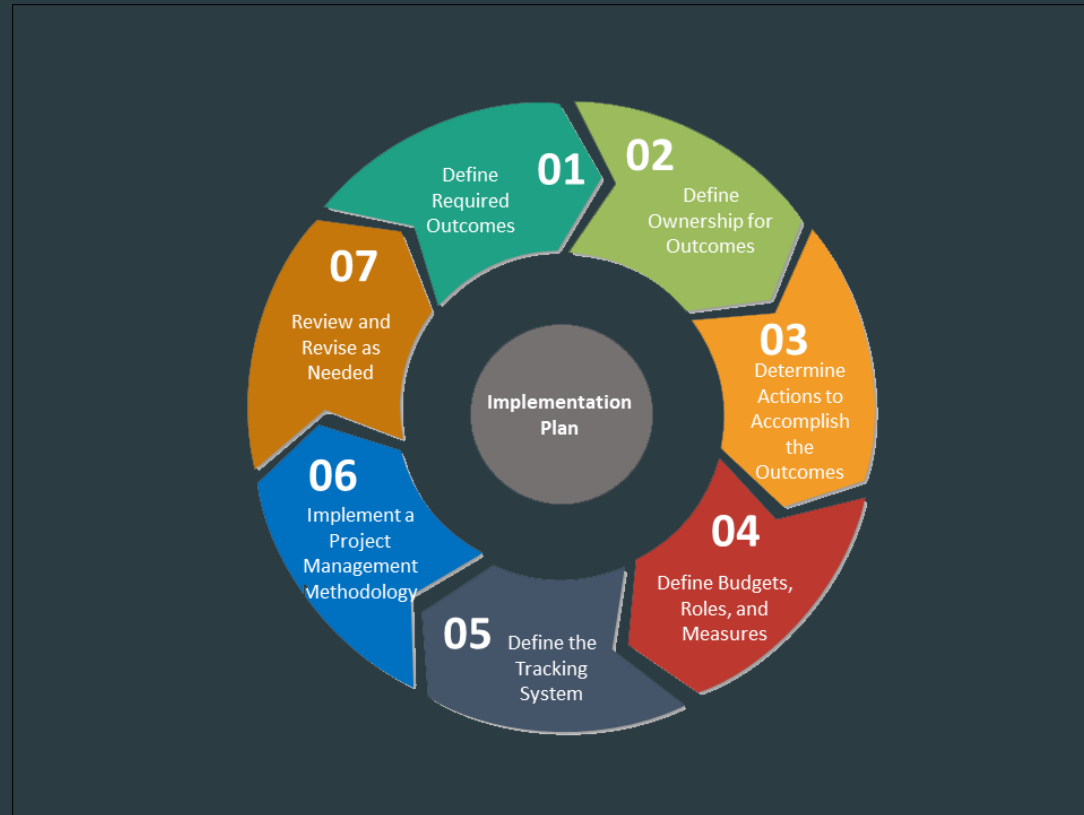 01
Define
Required
Outcomes
02
Define
Ownership for
Outcomes
03
Determine
Actions to
Accomplish
the
Outcomes
04
Define Budgets,
Roles, and
Measures
05
Define the
Tracking
System
06
Implement a
Project
Management
Methodology
07
Review and
Revise as
Needed
Implementation
Plan